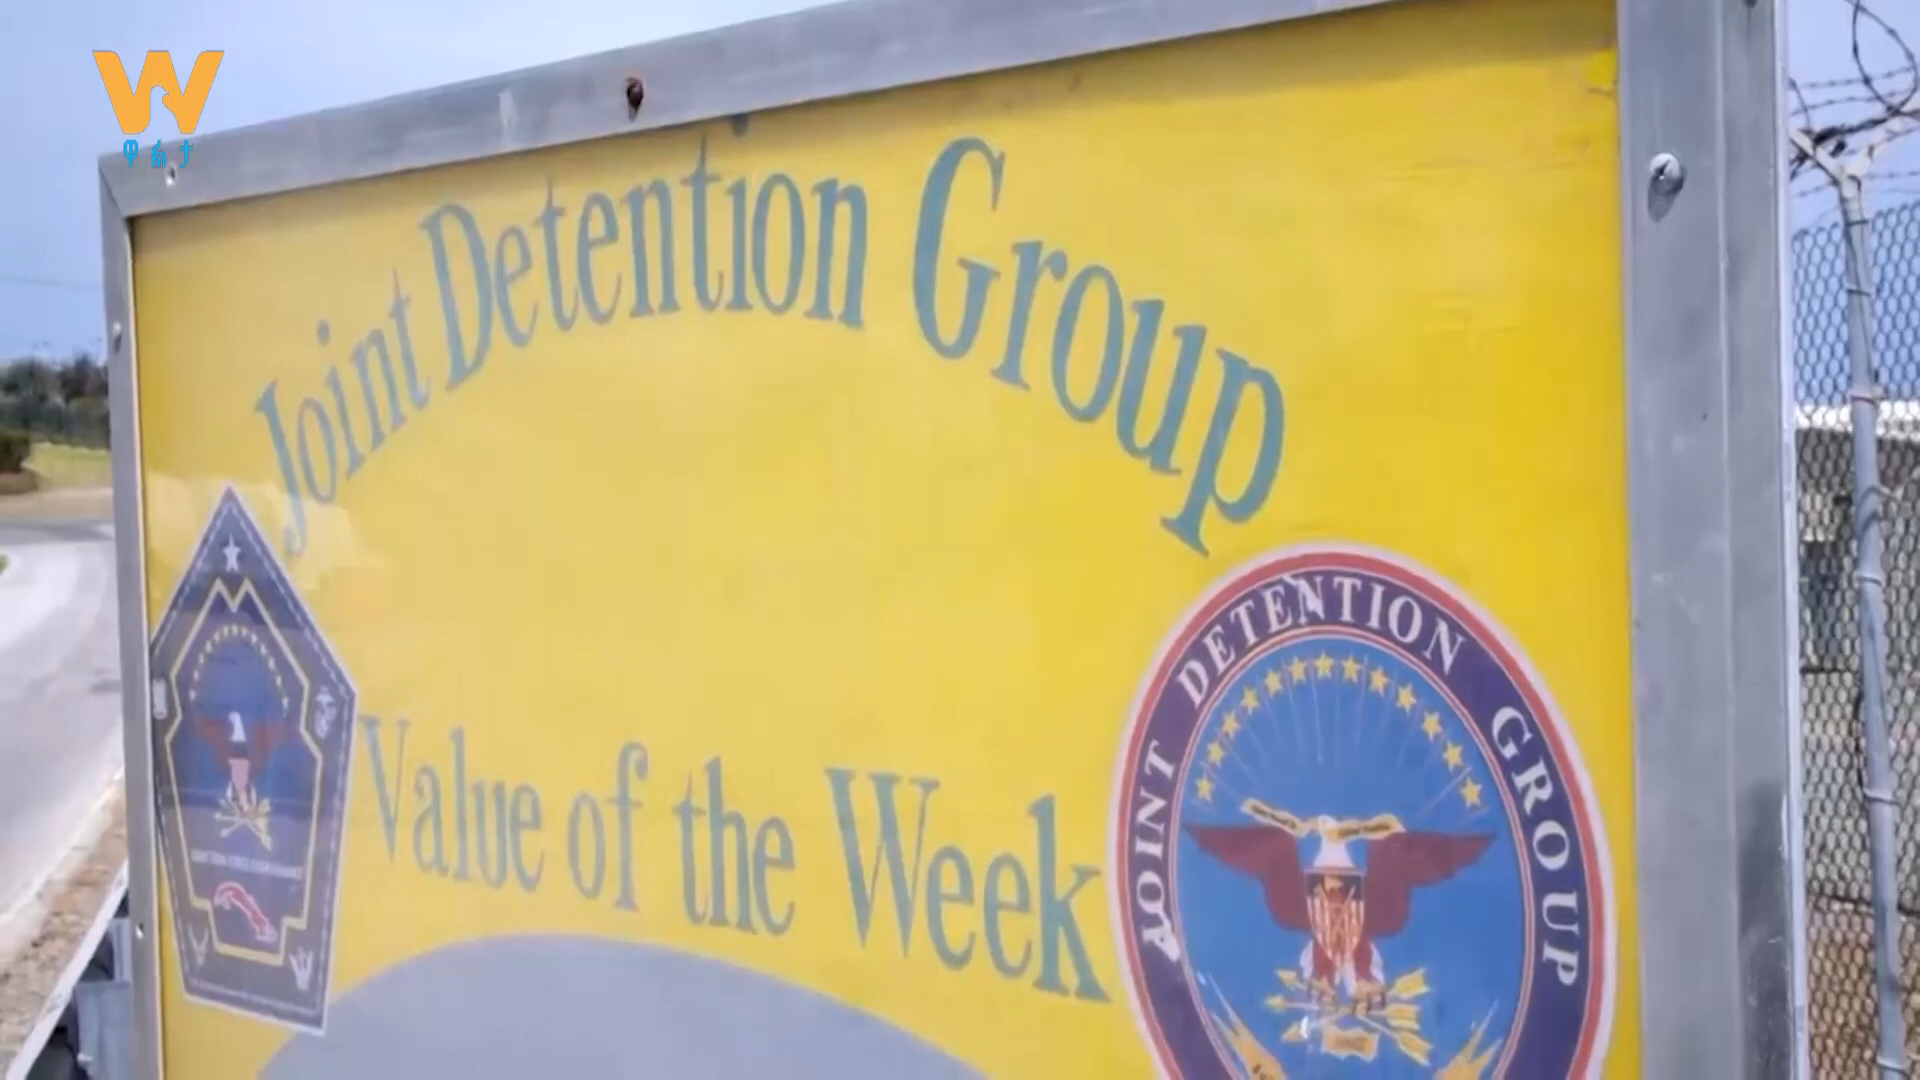 W
ዋልታ
Joint Detention Group
Value of the Week
JOINT DETENTION GROUP